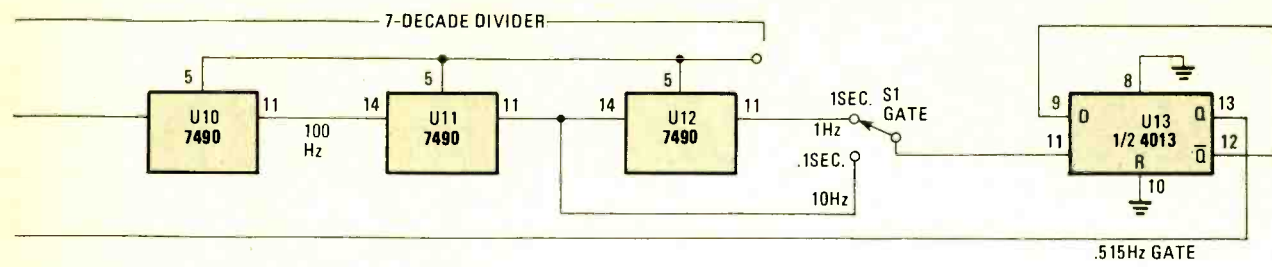 7-DECADE DIVIDER
5
5
5
8
U10
7490
11
100
Hz
14
U11
7490
11
14
U12
7490
11
1SEC.
1Hz
S1
GATE
.1SEC.
10Hz
9
D
11
U13
1/2 4013
R
10
Q
13
Q̅
12
.515Hz GATE